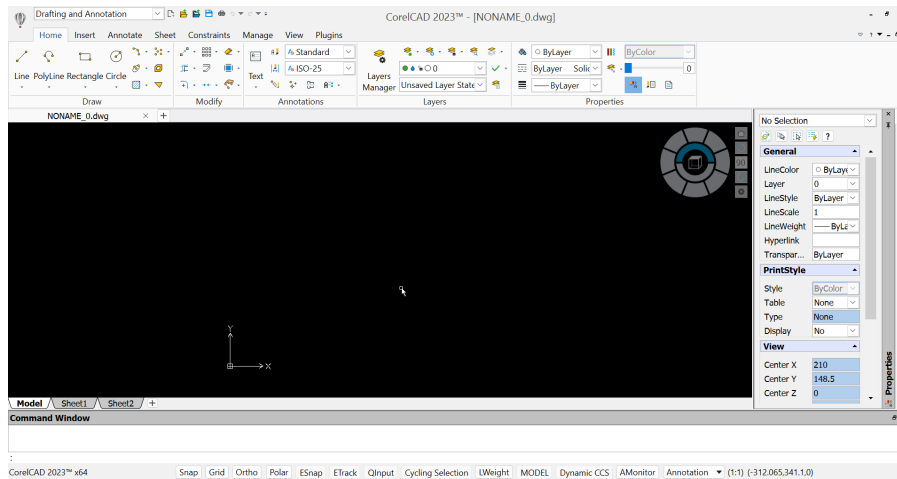 Drafting and Annotation
CorelCAD 2023™ - [NONAME_0.dwg]
Home Insert Annotate Sheet Constraints Manage View Plugins
Line PolyLine Rectangle Circle
Text
Standard
ISO-25
Layers
Manager
0
Unsaved Layer State
ByLayer
ByLayer Solid
ByLayer
ByColor
0
Draw Modify Annotations Layers Properties
NONAME_0.dwg × +
90
Y
X
No Selection
General
LineColor ByLaye
Layer 0
LineStyle ByLayer
LineScale 1
LineWeight ByLa
Hyperlink
Transpar... ByLayer
PrintStyle
Style ByColor
Table None
Type None
Display No
View
Center X 210
Center Y 148.5
Center Z 0
Properties
Model Sheet1 Sheet2 +
Command Window
:
CorelCAD 2023™ x64 Snap Grid Ortho Polar ESnap ETrack QInput Cycling Selection LWeight MODEL Dynamic CCS AMonitor Annotation (1:1) (-312.065,341.1,0)